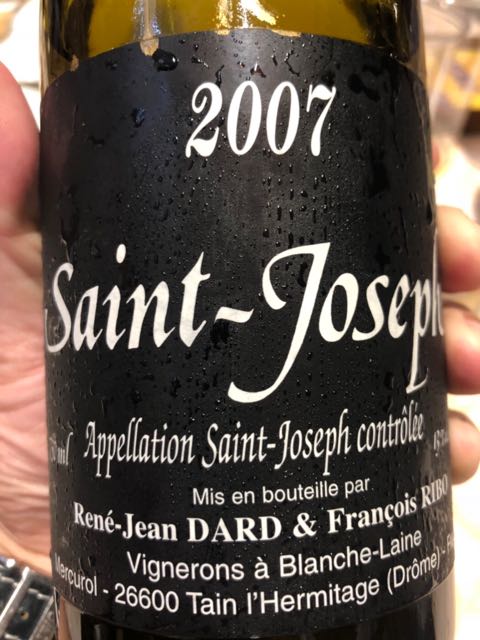 2007
Saint-Joseph
Appellation Saint-Joseph contrôlée
ml
Mis en bouteille par
René-Jean DARD & François RIBO
Vignerons à Blanche-Laine
Mercurol - 26600 Tain l'Hermitage (Drôme) -